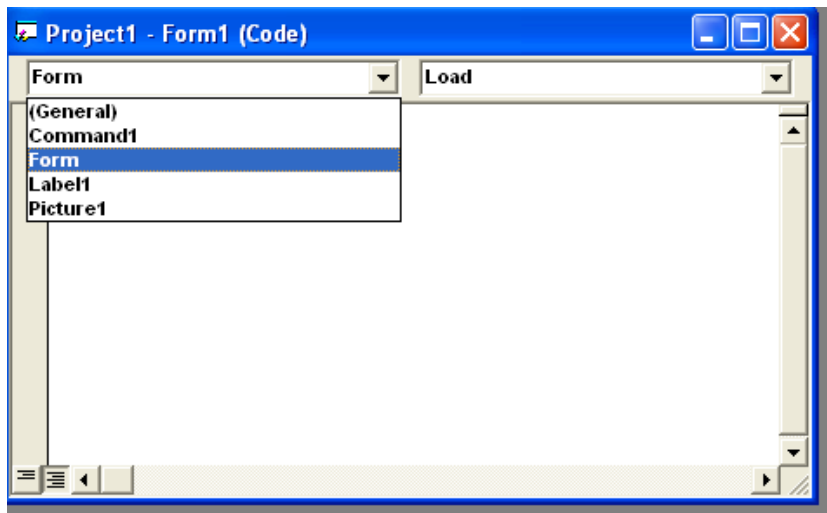 Project1 - Form1 (Code)
Form Load
(General)
Command1
Form
Label1
Picture1